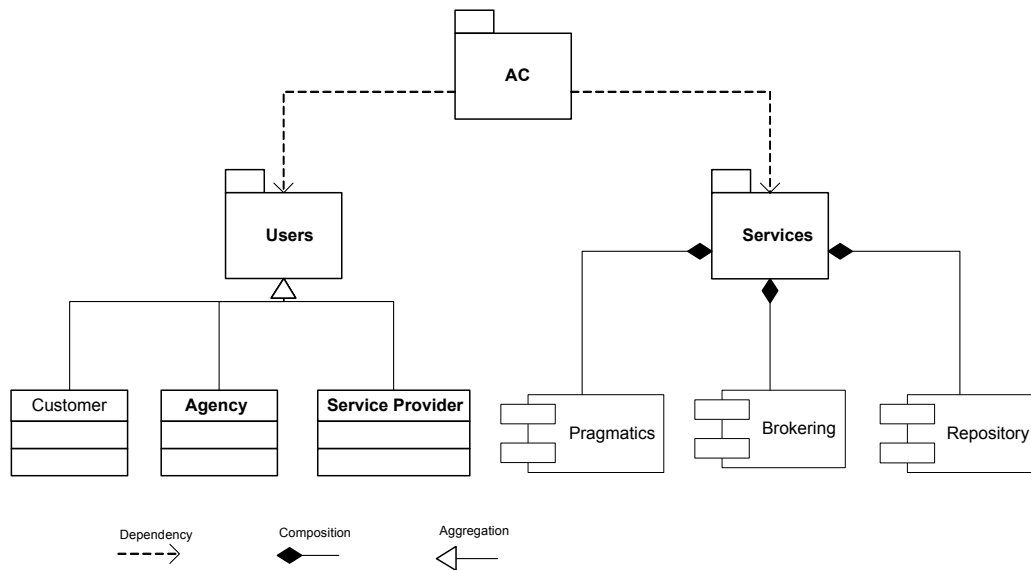 AC
Users
Services
Customer
Agency
Service Provider
Pragmatics
Brokering
Repository
Dependency
Composition
Aggregation